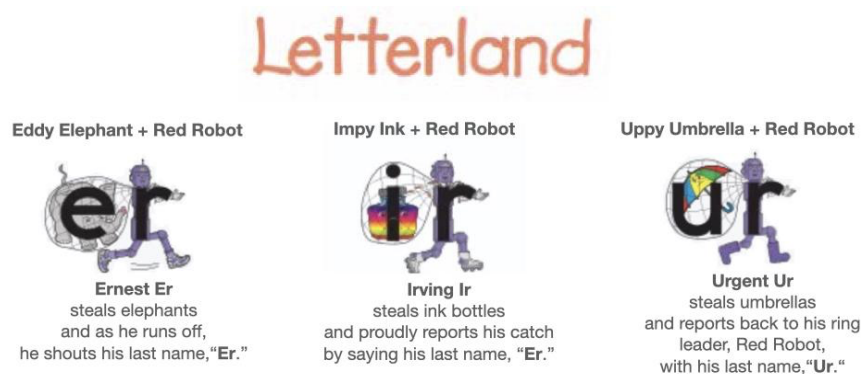 Letterland
Eddy Elephant + Red Robot
er
Ernest Er
steals elephants
and as he runs off,
he shouts his last name,“Er.”
Impy Ink + Red Robot
ir
Irving Ir
steals ink bottles
and proudly reports his catch
by saying his last name, “Er.”
Uppy Umbrella + Red Robot
ur
Urgent Ur
steals umbrellas
and reports back to his ring
leader, Red Robot,
with his last name,"Ur.“